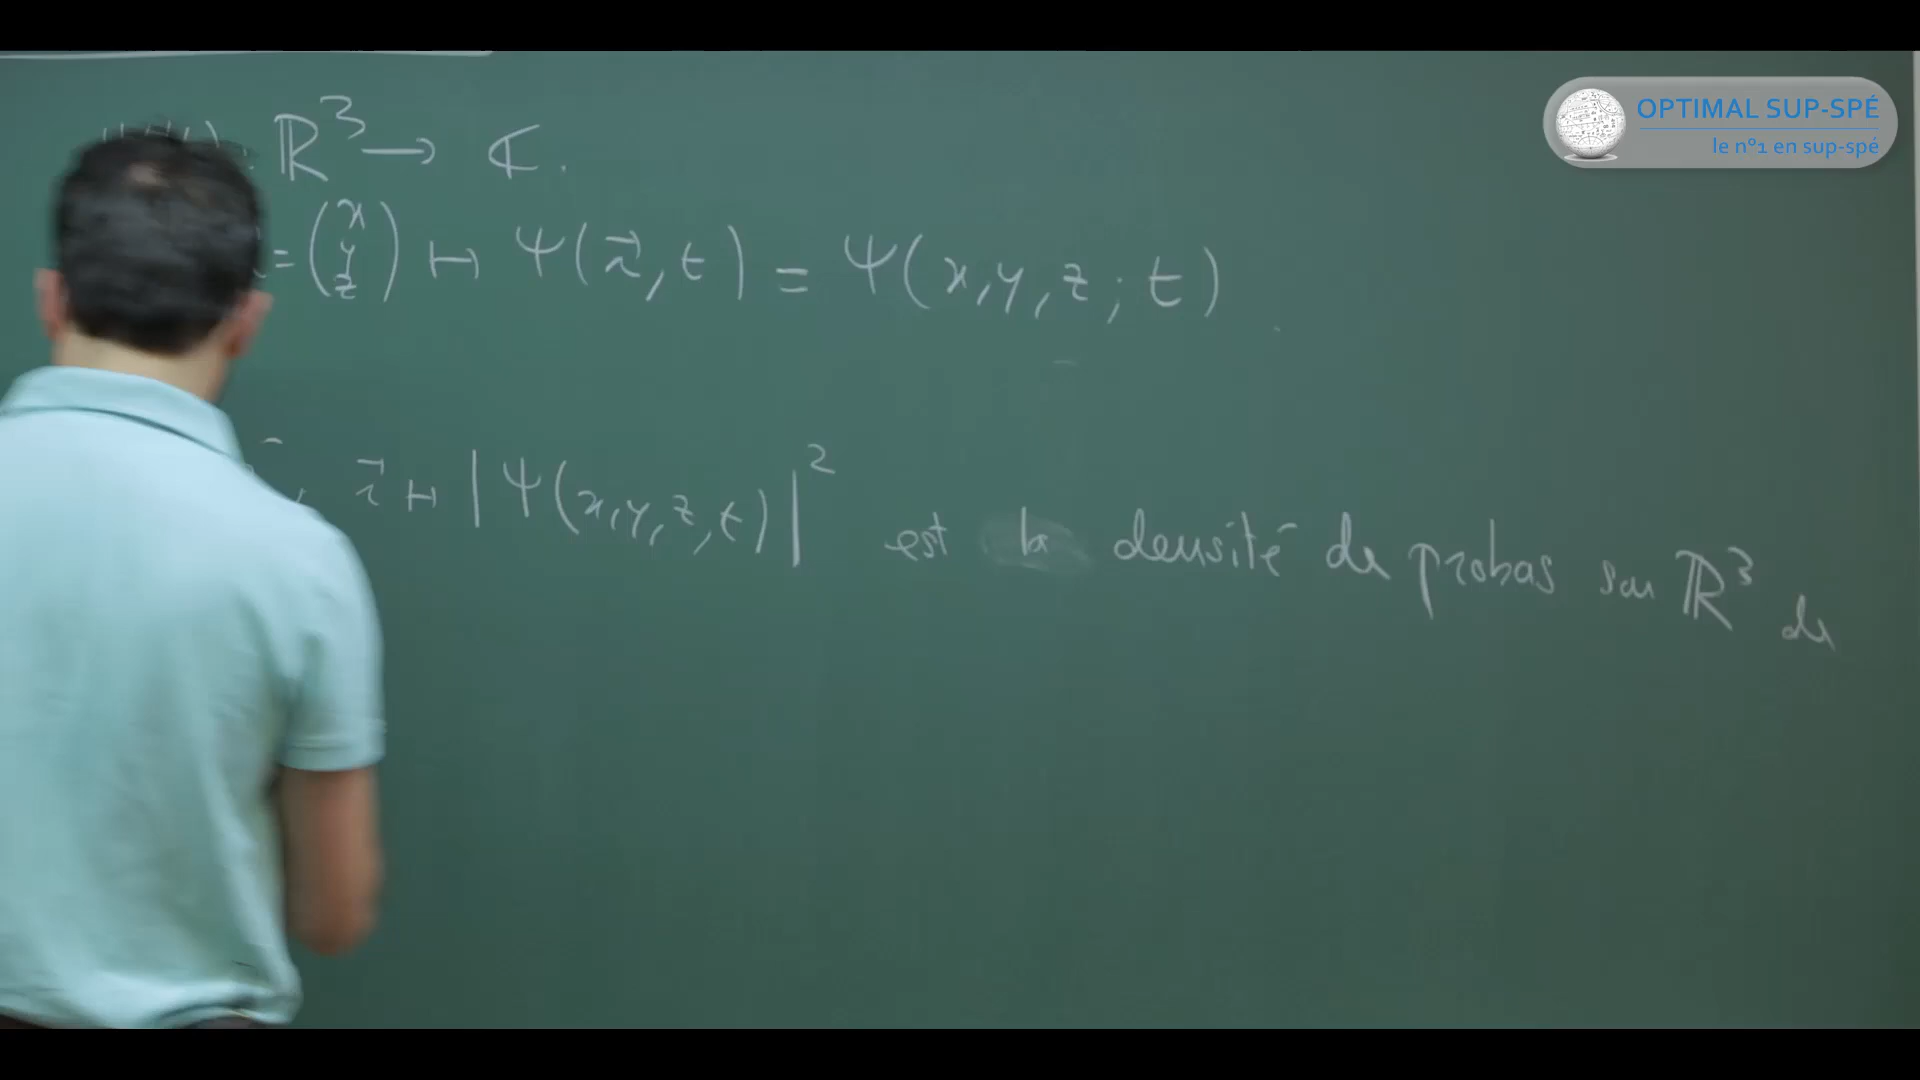 OPTIMAL SUP-SPÉ
le n°1 en sup-spé
: ℝ³ → ℂ.
= (x y z) ↦ Ψ(r⃗, t) = Ψ(x, y, z ; t)
r⃗ ↦ |Ψ(x, y, z, t)|² est la densité de probas sur ℝ³ de